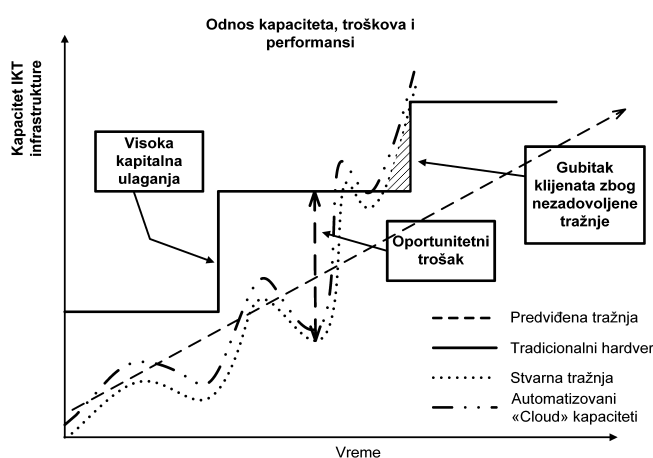 Odnos kapaciteta, troškova i
performansi
Kapacitet IKT
infrastrukture
Visoka
kapitalna
ulaganja
Gubitak
klijenata zbog
nezadovoljene
tražnje
Oportunitetni
trošak
Predviđena tražnja
Tradicionalni hardver
Stvarna tražnja
Automatizovani
«Cloud» kapaciteti
Vreme